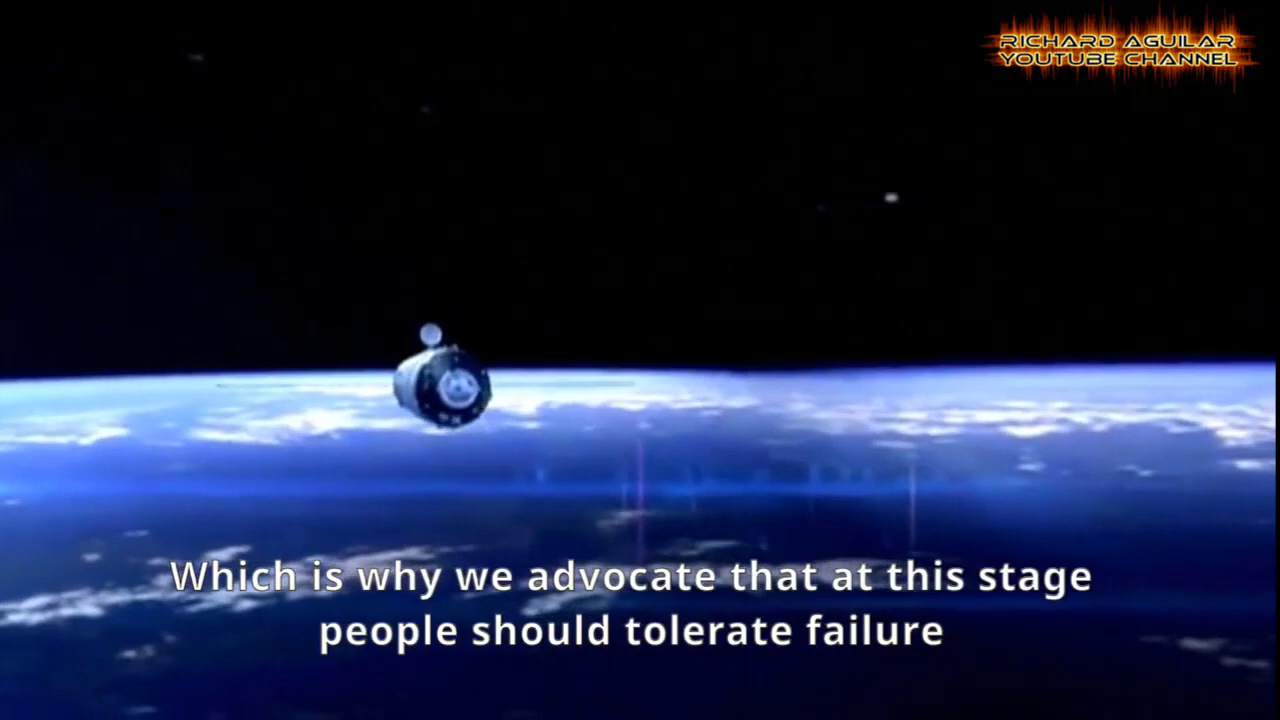 RICHARD AGUILAR
YOUTUBE CHANNEL
Which is why we advocate that at this stage
people should tolerate failure